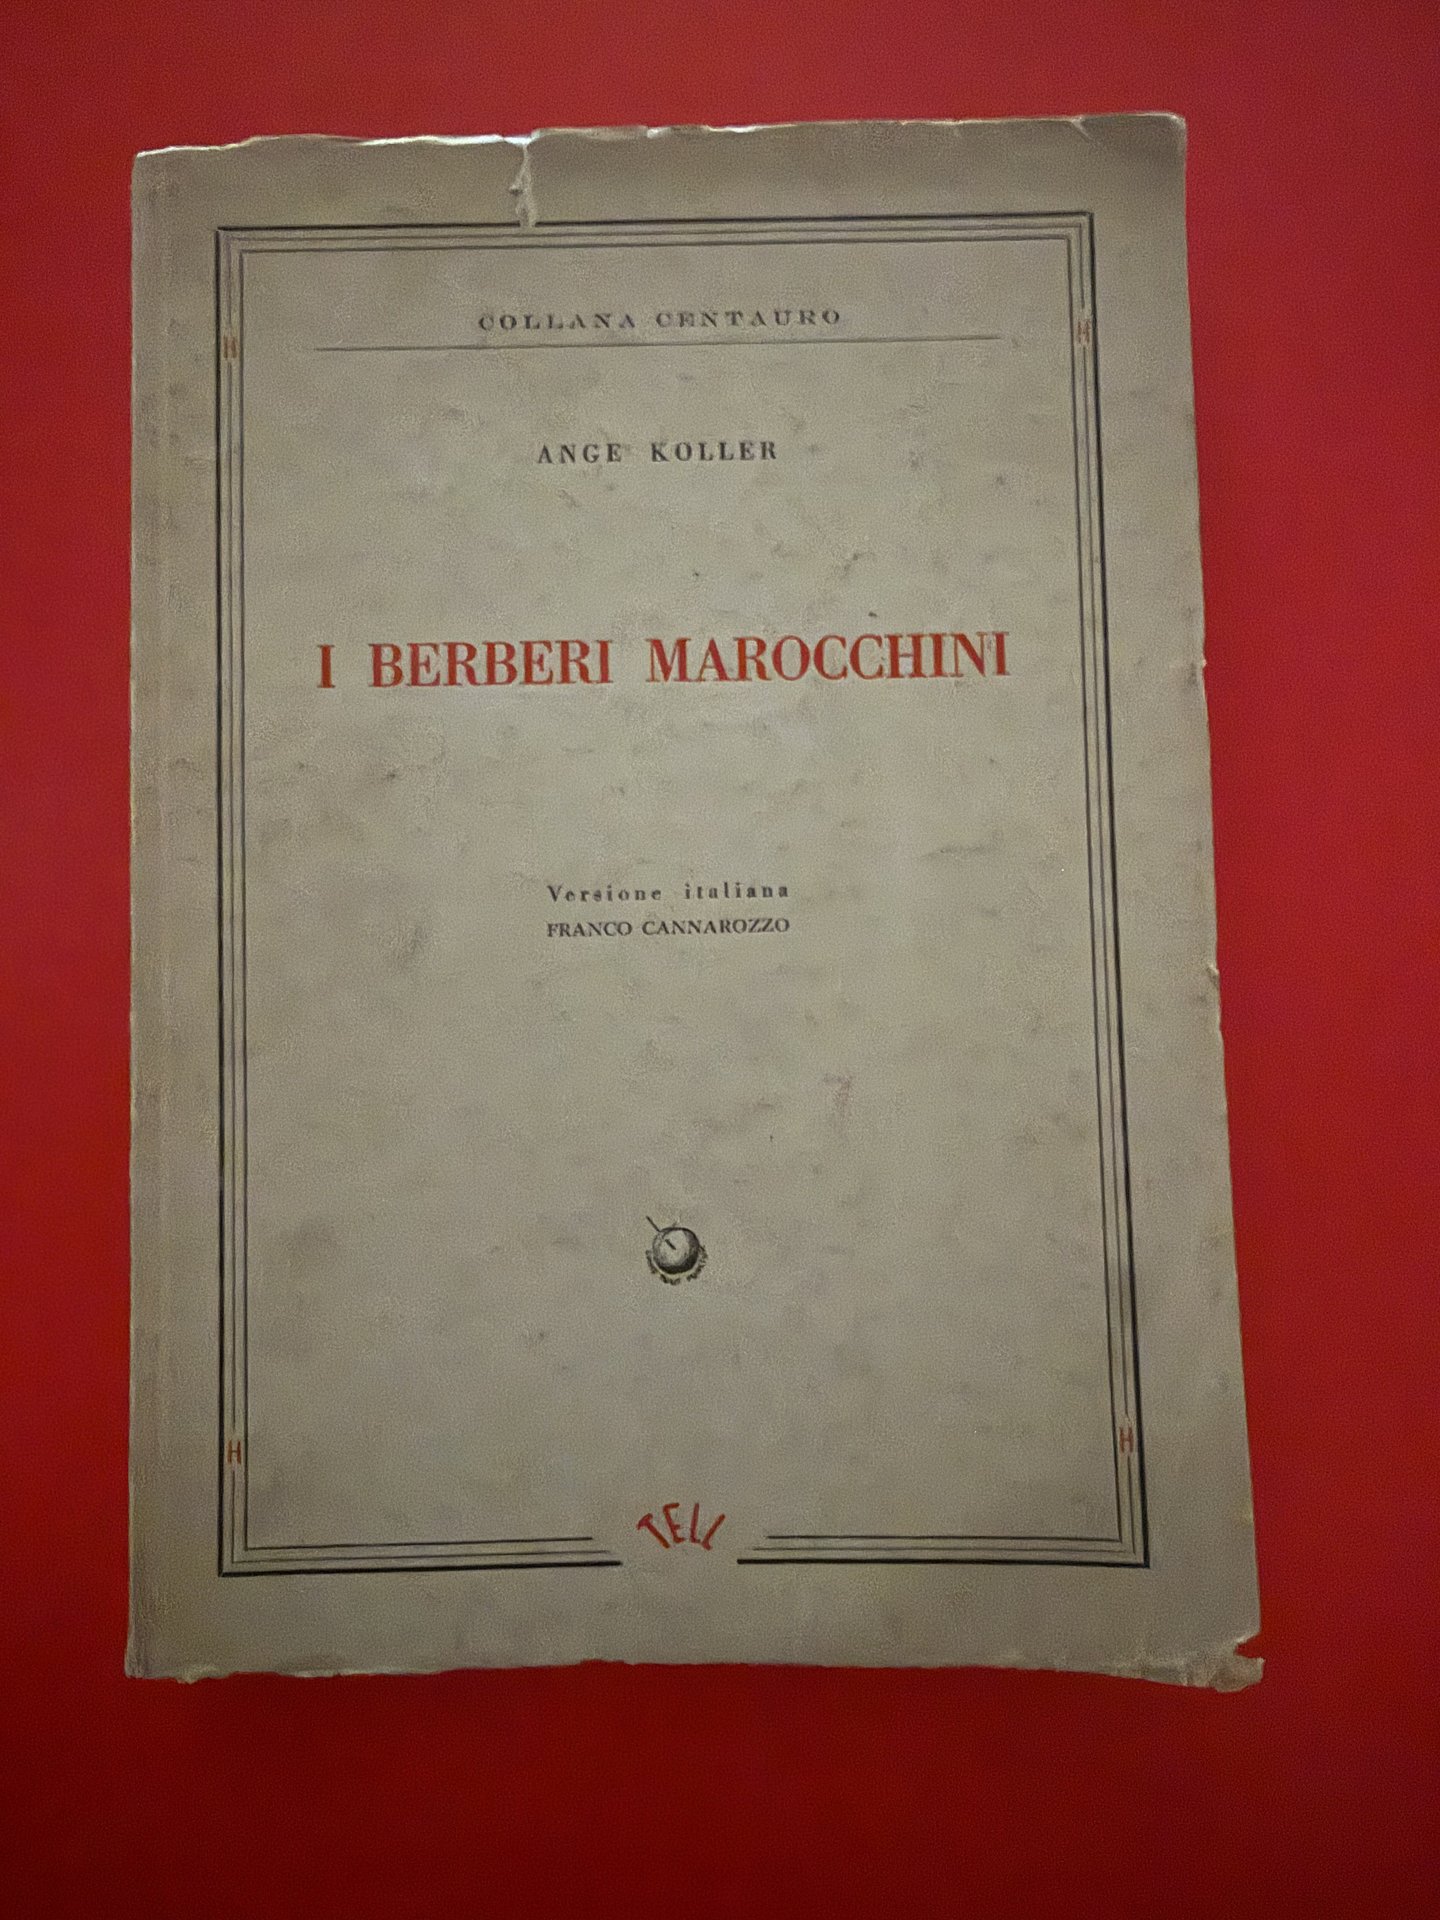 COLLANA CENTAURO
H H
ANGE KOLLER
I BERBERI MAROCCHINI
Versione italiana
FRANCO CANNAROZZO
H H
TELL